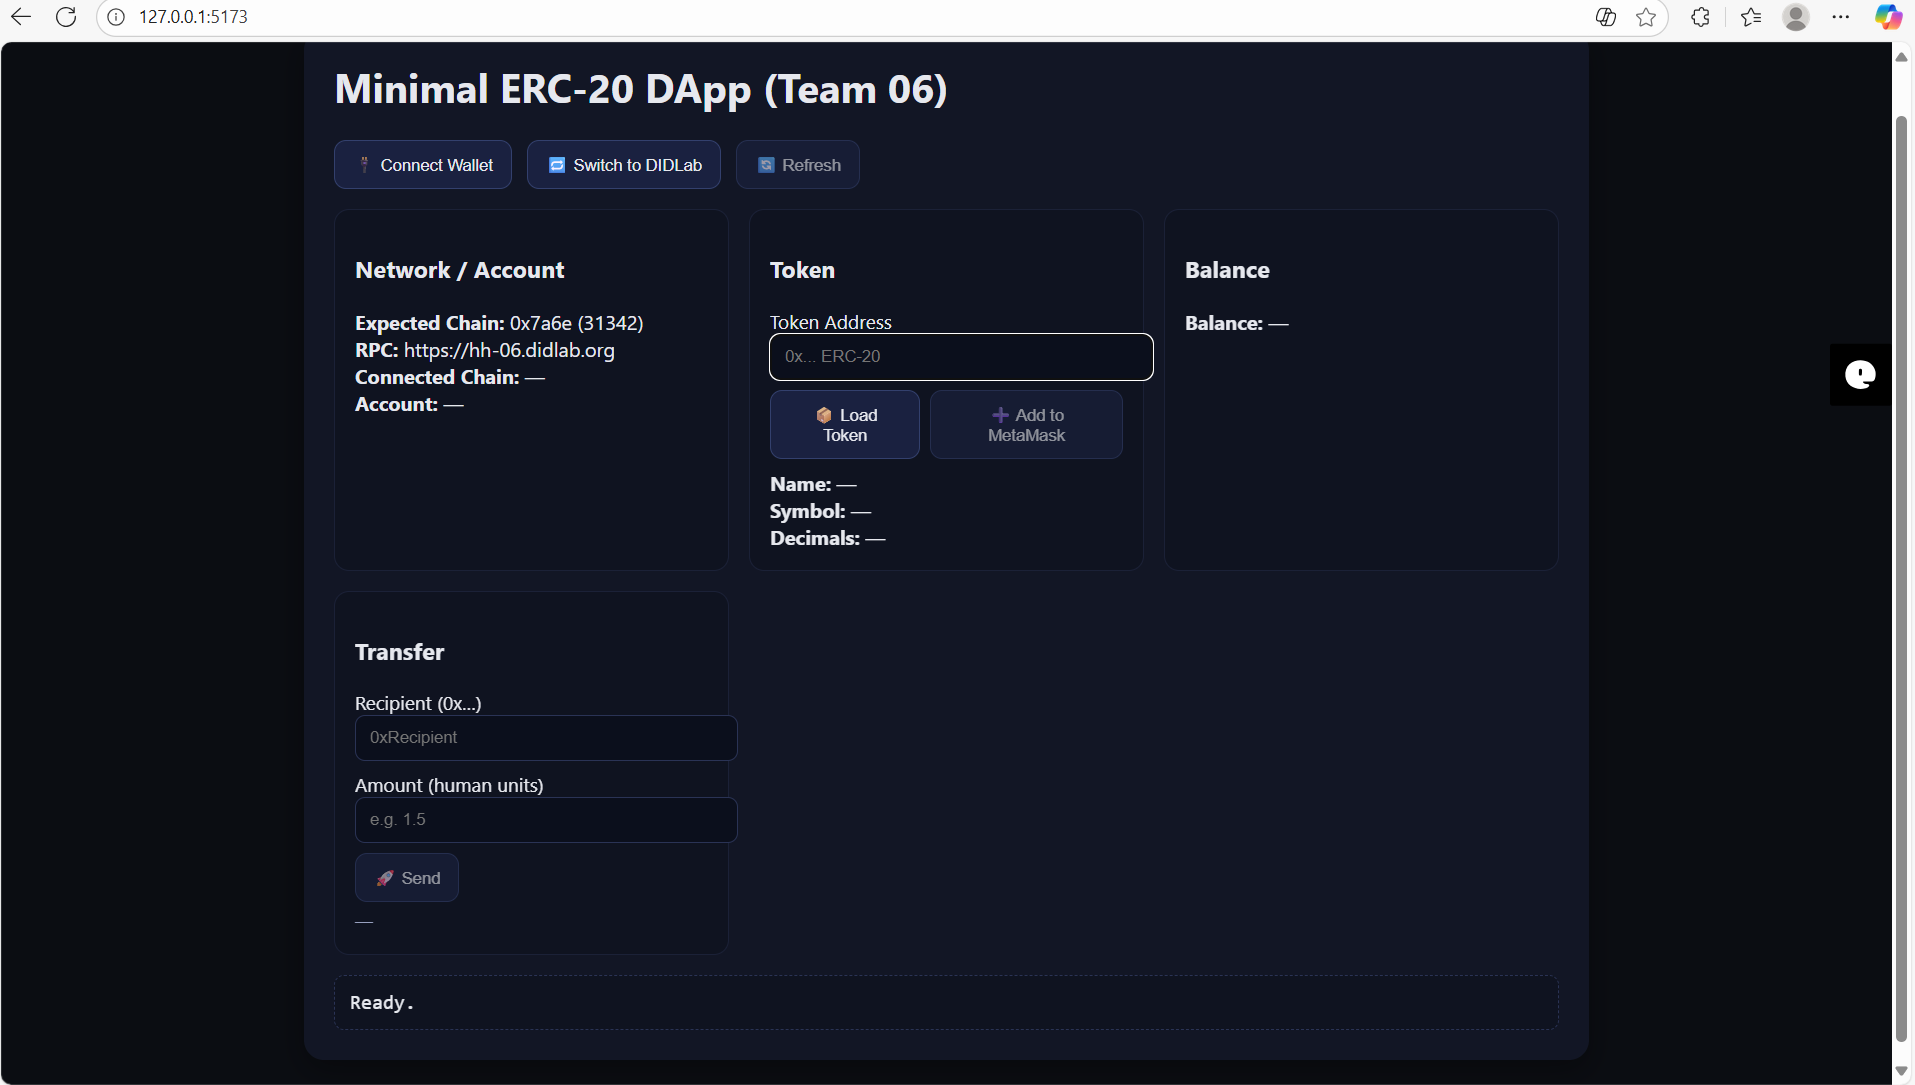 127.0.0.1:5173
Minimal ERC-20 DApp (Team 06)
Connect Wallet
Switch to DIDLab
Refresh
Network / Account
Expected Chain: 0x7a6e (31342)
RPC: https://hh-06.didlab.org
Connected Chain: —
Account: —
Token
Token Address
0x... ERC-20
Load
Token
Add to
MetaMask
Name: —
Symbol: —
Decimals: —
Balance
Balance: —
Transfer
Recipient (0x...)
0xRecipient
Amount (human units)
e.g. 1.5
Send
—
Ready.